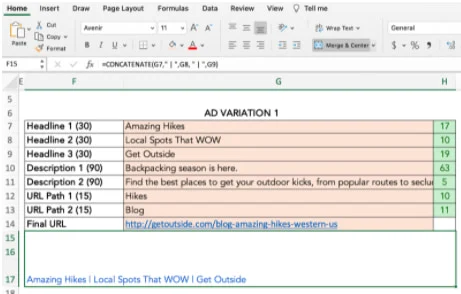 Home Insert Draw Page Layout Formulas Data Review View Tell me
Paste Cut Avenir 11 A A Wrap Text General
Copy
Format B I U A Merge & Center $ % 9
F15 fx =CONCATENATE(G7," | ",G8, " | ",G9)
E F G H
5
6 AD VARIATION 1
7 Headline 1 (30) Amazing Hikes 17
8 Headline 2 (30) Local Spots That WOW 10
9 Headline 3 (30) Get Outside 19
10 Description 1 (90) Backpacking season is here. 63
11 Description 2 (90) Find the best places to get your outdoor kicks, from popular routes to seclu 5
12 URL Path 1 (15) Hikes 10
13 URL Path 2 (15) Blog 11
14 Final URL http://getoutside.com/blog-amazing-hikes-western-us
15
16
17 Amazing Hikes | Local Spots That WOW | Get Outside
18